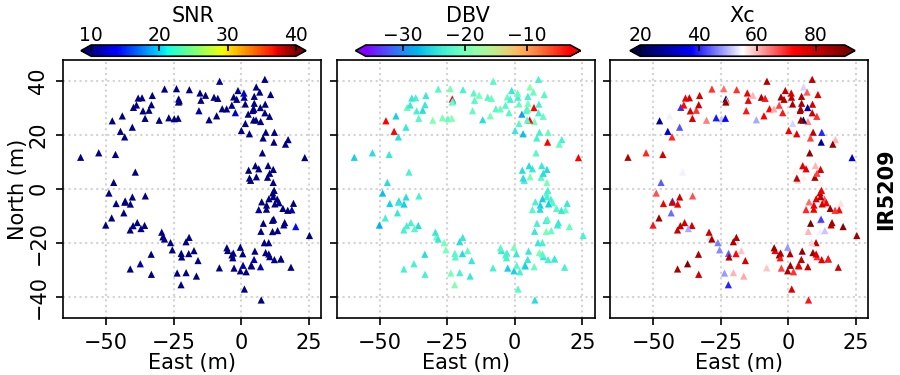 SNR DBV Xc
10 20 30 40 −30 −20 −10 20 40 60 80
40
20
0
−20
−40
North (m)
IR5209
−50 −25 0 25 −50 −25 0 25 −50 −25 0 25
East (m) East (m) East (m)